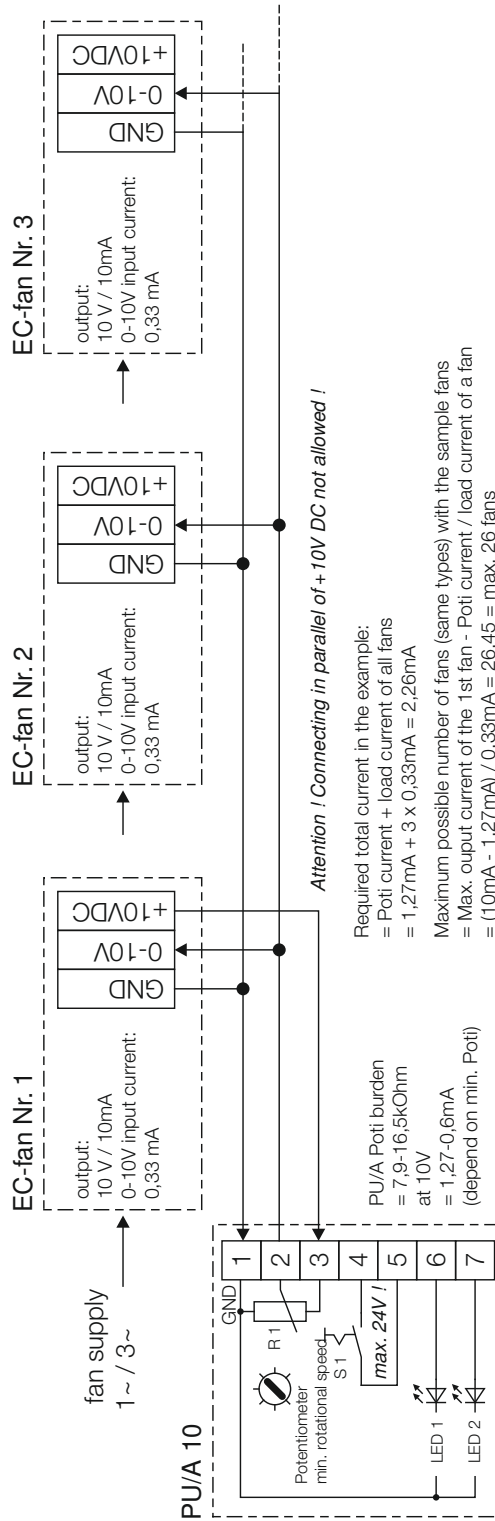 EC-fan Nr. 1
EC-fan Nr. 2
EC-fan Nr. 3
fan supply
1~ / 3~
output:
10 V / 10mA
0-10V input current:
0,33 mA
GND
0-10V
+10VDC
output:
10 V / 10mA
0-10V input current:
0,33 mA
GND
0-10V
+10VDC
output:
10 V / 10mA
0-10V input current:
0,33 mA
GND
0-10V
+10VDC
PU/A 10
GND
1
2
3
4
5
6
7
R 1
Potentiometer
min. rotational speed
S 1
max. 24V !
LED 1
LED 2
PU/A Poti burden
= 7,9-16,5kOhm
at 10V
= 1,27-0,6mA
(depend on min. Poti)
Attention ! Connecting in parallel of +10V DC not allowed !
Required total current in the example:
= Poti current + load current of all fans
= 1,27mA + 3 x 0,33mA = 2,26mA
Maximum possible number of fans (same types) with the sample fans
= Max. ouput current of the 1st fan - Poti current / load current of a fan
= (10mA - 1,27mA) / 0,33mA = 26,45 = max. 26 fans